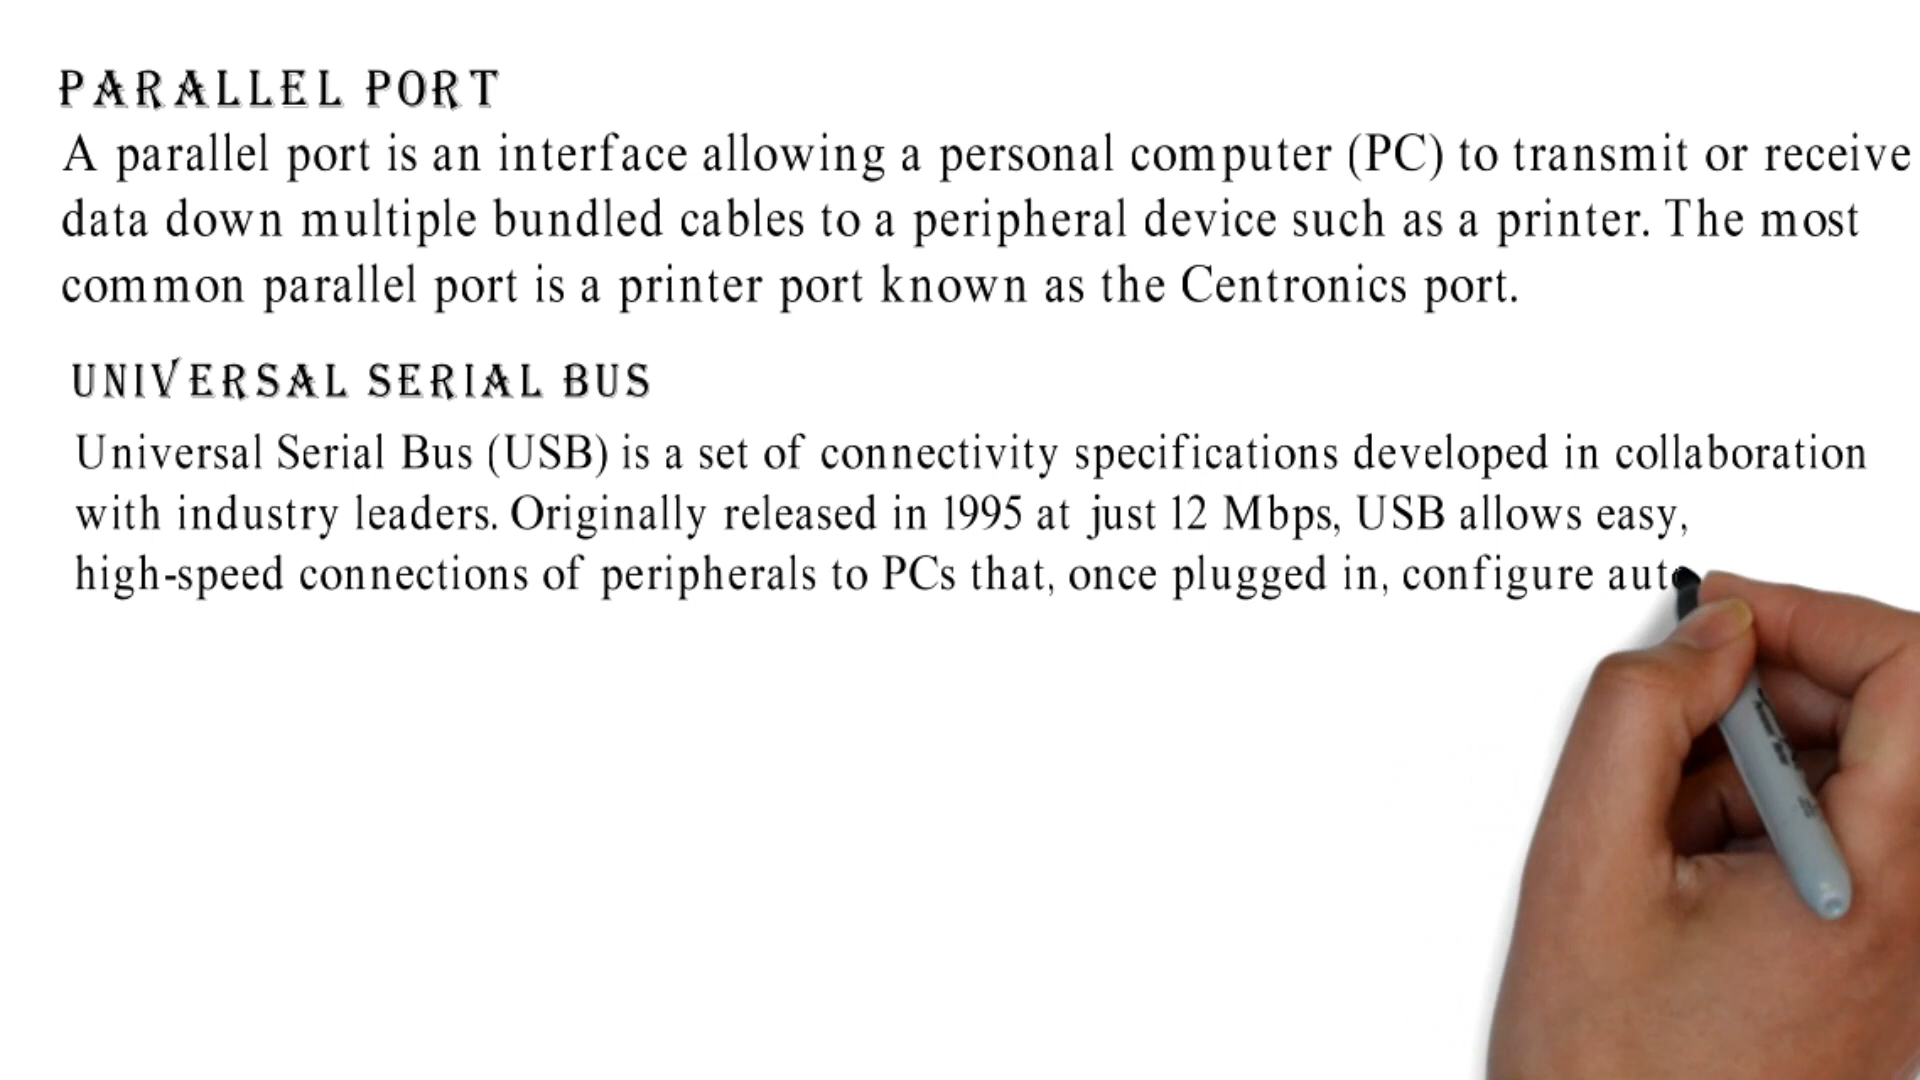 PARALLEL PORT
A parallel port is an interface allowing a personal computer (PC) to transmit or receive
data down multiple bundled cables to a peripheral device such as a printer. The most
common parallel port is a printer port known as the Centronics port.
UNIVERSAL SERIAL BUS
Universal Serial Bus (USB) is a set of connectivity specifications developed in collaboration
with industry leaders. Originally released in 1995 at just 12 Mbps, USB allows easy,
high-speed connections of peripherals to PCs that, once plugged in, configure auto